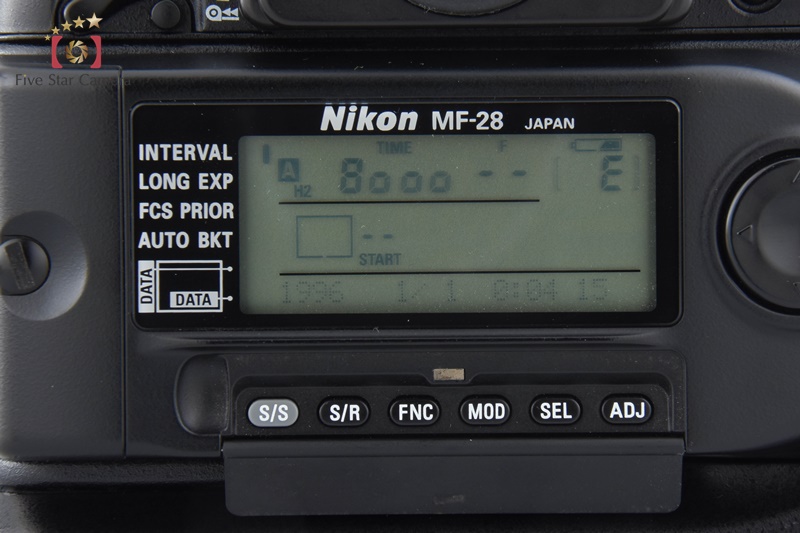 Five Star Ca
Nikon MF-28 JAPAN
INTERVAL
LONG EXP
FCS PRIOR
AUTO BKT
DATA
DATA
TIME F
A H2 8000 -- E
--
START
1996 1/ 1 0:04 15
S/S S/R FNC MOD SEL ADJ